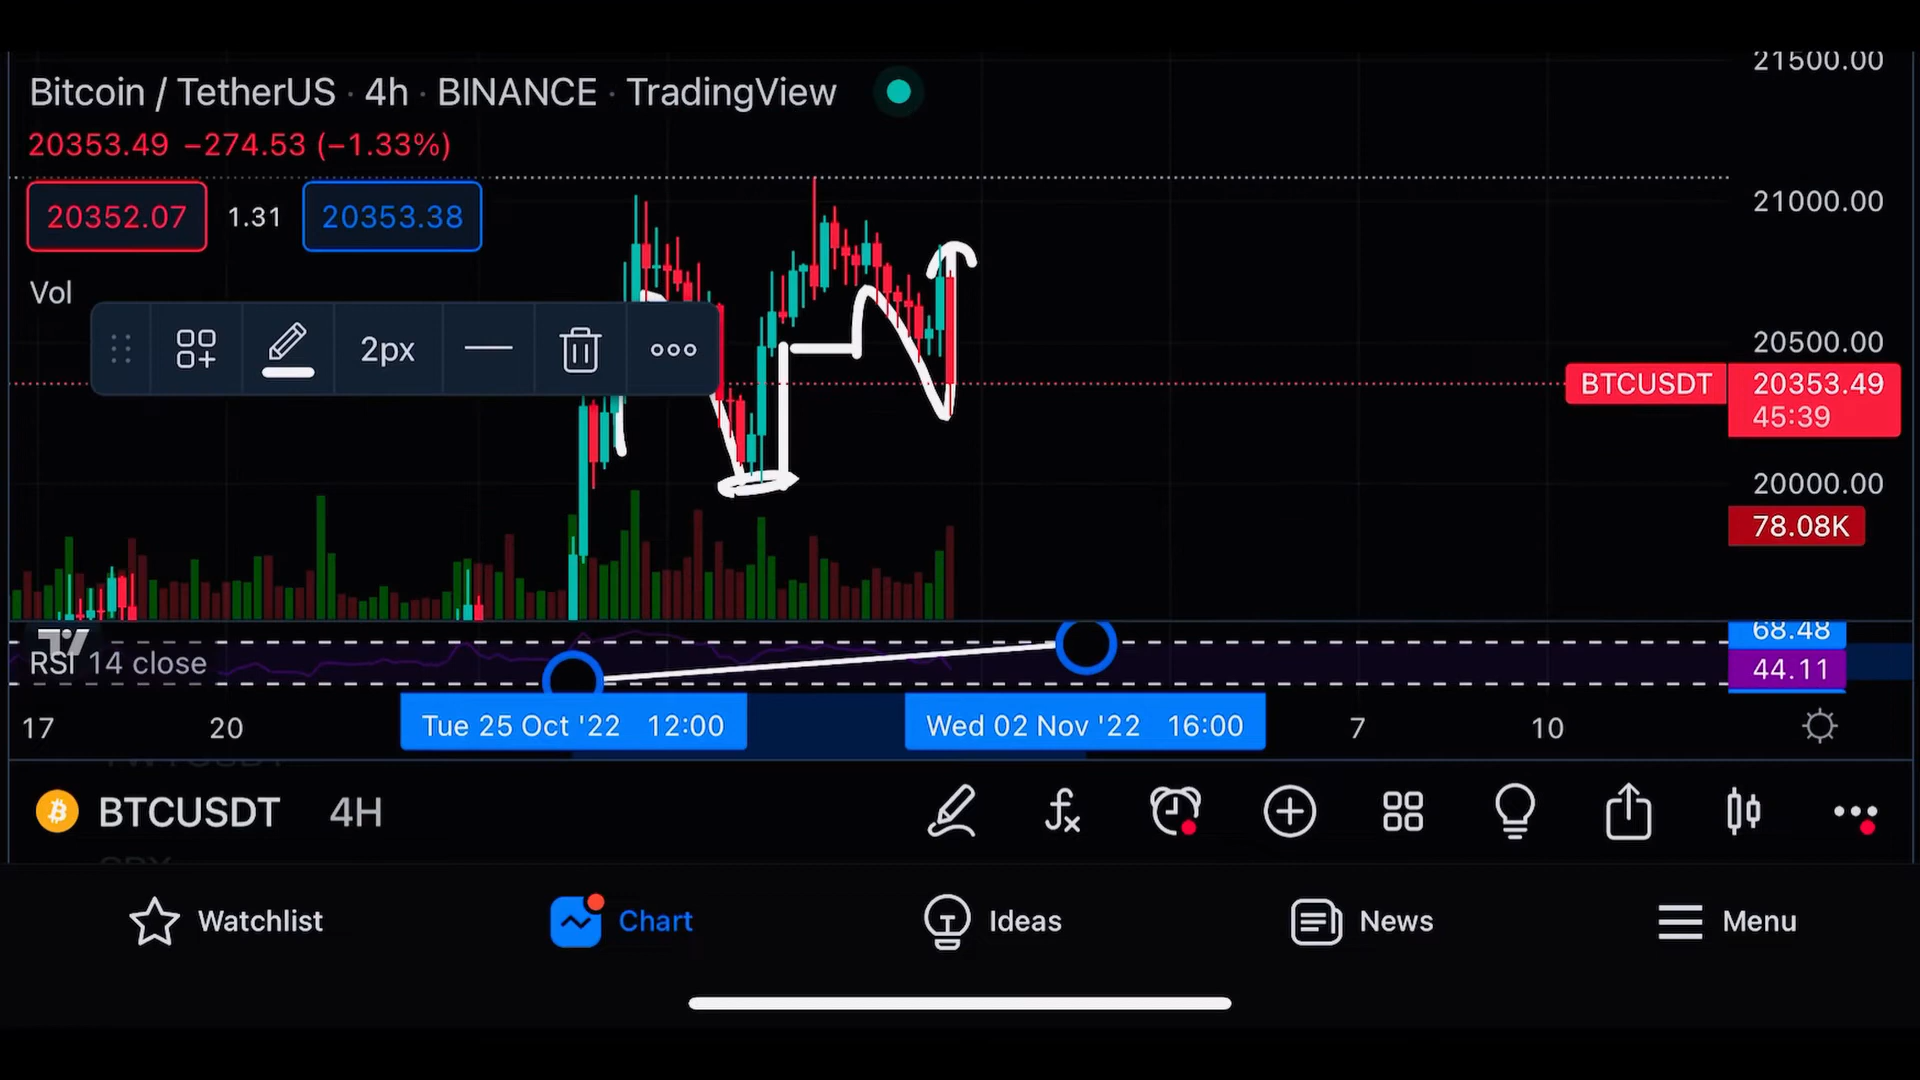 21500.00
Bitcoin / TetherUS · 4h · BINANCE · TradingView
20353.49 −274.53 (−1.33%)
21000.00
20352.07 1.31 20353.38
Vol
2px
20500.00
BTCUSDT 20353.49
45:39
20000.00
78.08K
68.48
RSI 14 close
44.11
17 20 Tue 25 Oct '22 12:00 Wed 02 Nov '22 16:00 7 10
BTCUSDT 4H
Watchlist Chart Ideas News Menu